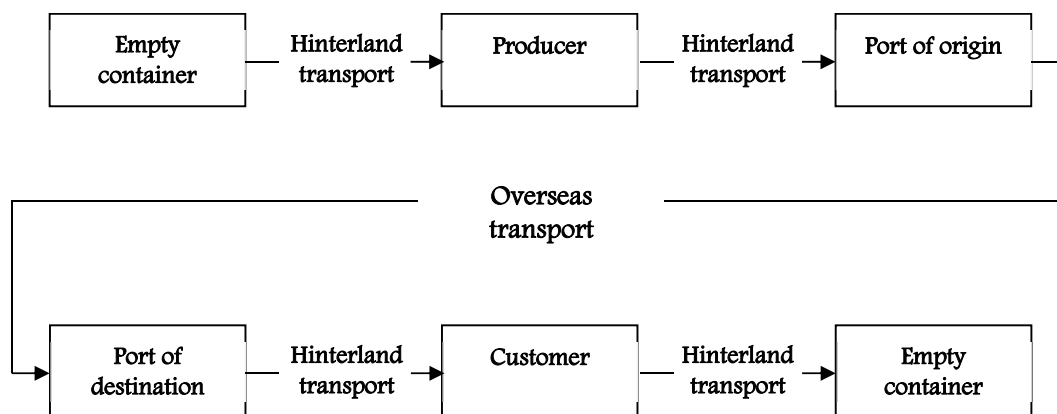 Empty
container
Hinterland
transport
Producer
Hinterland
transport
Port of origin
Overseas
transport
Port of
destination
Hinterland
transport
Customer
Hinterland
transport
Empty
container